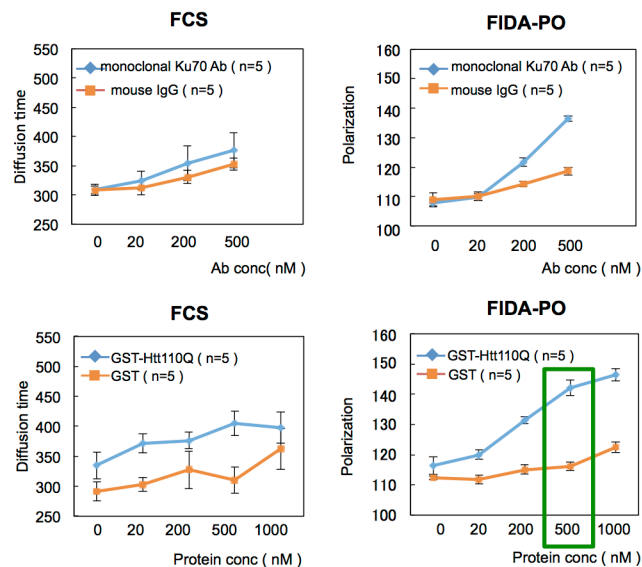 FCS
550
500
450
400
350
300
250
Diffusion time
monoclonal Ku70 Ab ( n=5 )
mouse IgG ( n=5 )
0 20 200 500
Ab conc( nM )
FIDA-PO
150
140
130
120
110
100
Polarization
monoclonal Ku70 Ab ( n=5 )
mouse IgG ( n=5 )
0 20 200 500
Ab conc( nM )
FCS
550
500
450
400
350
300
250
Diffusion time
GST-Htt110Q ( n=5 )
GST ( n=5 )
0 20 200 500 1000
Protein conc ( nM )
FIDA-PO
160
150
140
130
120
110
Polarization
GST-Htt110Q ( n=5 )
GST ( n=5 )
0 20 200 500 1000
Protein conc ( nM )